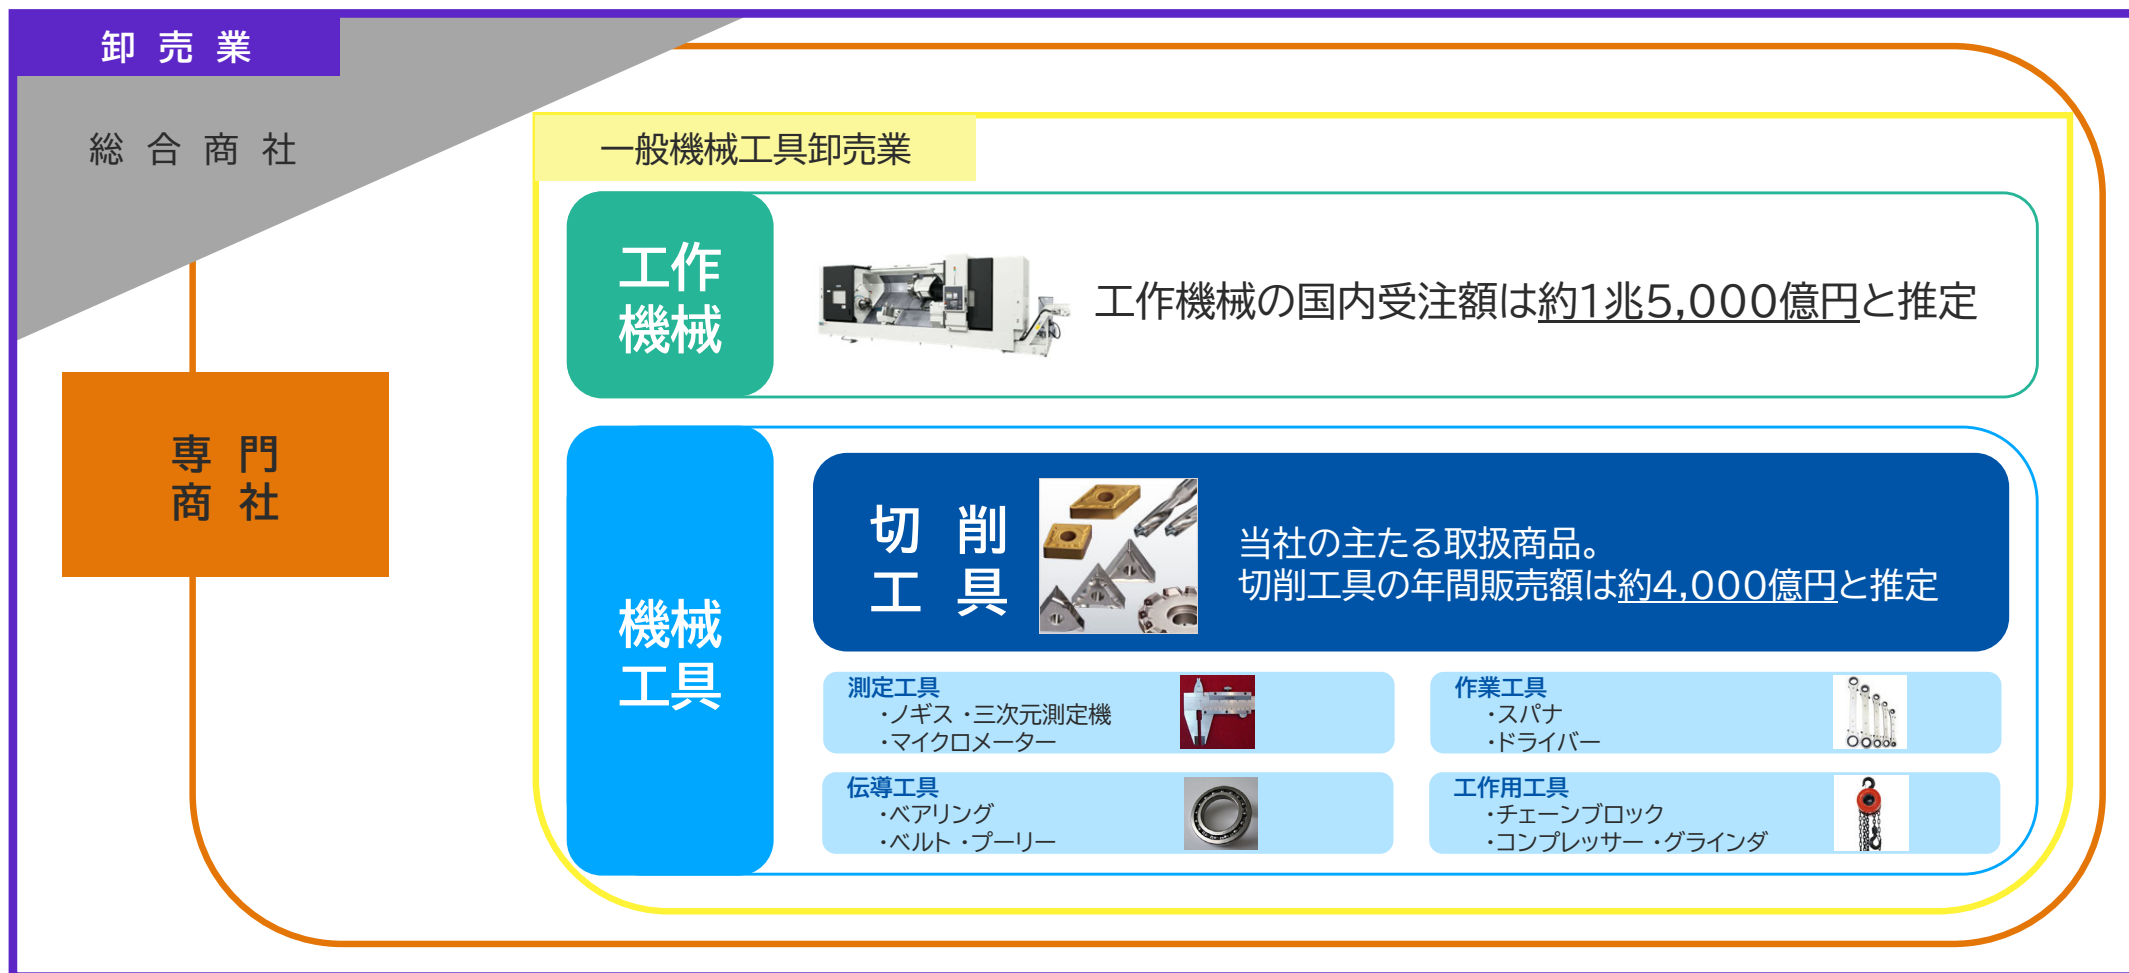 卸売業
総合商社
一般機械工具卸売業
工作
機械
工作機械の国内受注額は約1兆5,000億円と推定
専門
商社
機械
工具
切削
工具
当社の主たる取扱商品。
切削工具の年間販売額は約4,000億円と推定
測定工具
・ノギス ・三次元測定機
・マイクロメーター
作業工具
・スパナ
・ドライバー
伝導工具
・ベアリング
・ベルト ・プーリー
工作用工具
・チェーンブロック
・コンプレッサー ・グラインダ